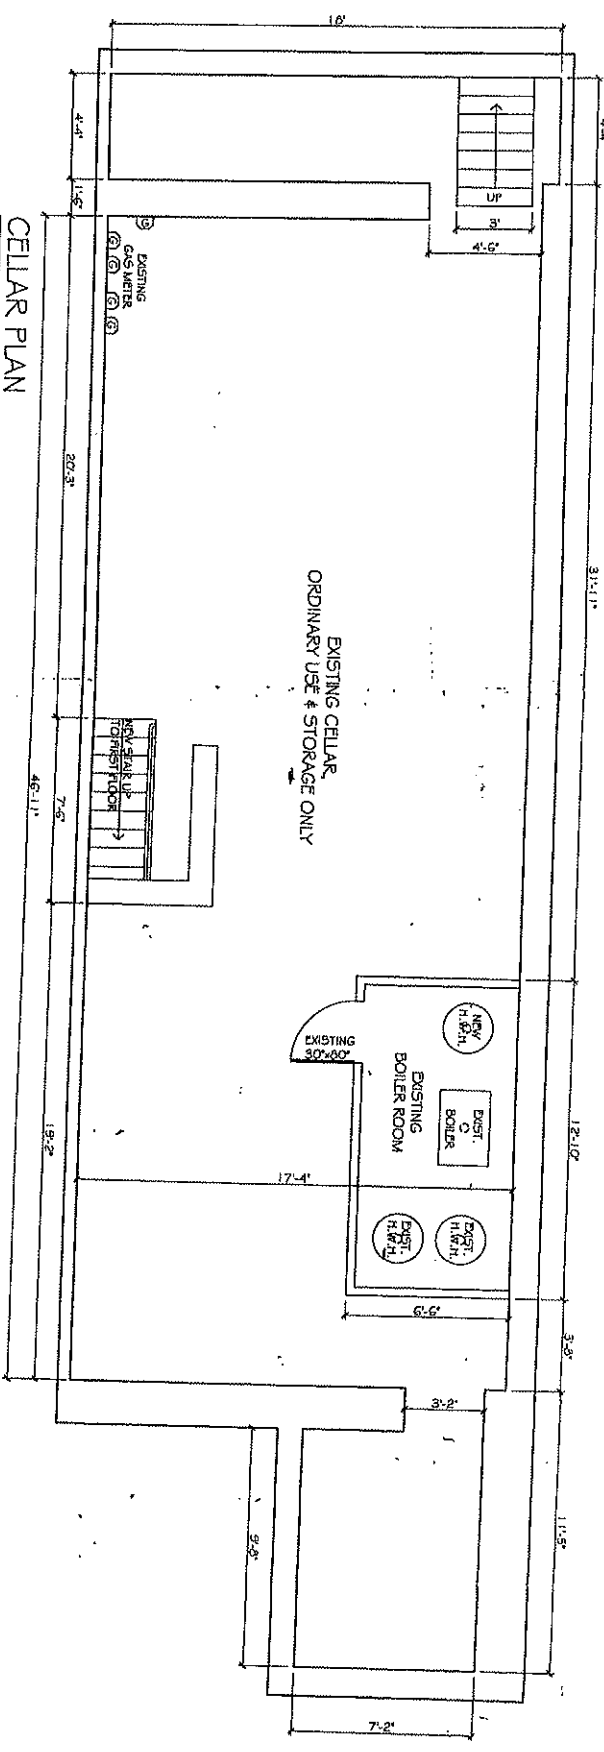 18'
4'-4"
1'-6"
UP
3'
4'-6"
EXISTING
GAS METER
G
G
G
G
G
CELLAR PLAN
20'-3"
31'-11"
EXISTING CELLAR,
ORDINARY USE & STORAGE ONLY
NEW STAIR UP
TO FIRST FLOOR
7'-6"
46'-11"
EXISTING
30"x80"
EXISTING
BOILER ROOM
NEW
H.W.H.
EXIST.
BOILER
12'-10"
17'-4"
EXIST.
H.W.H.
EXIST.
H.W.H.
19'-2"
6'-6"
3'-8"
3'-2"
11'-5"
9'-8"
7'-2"